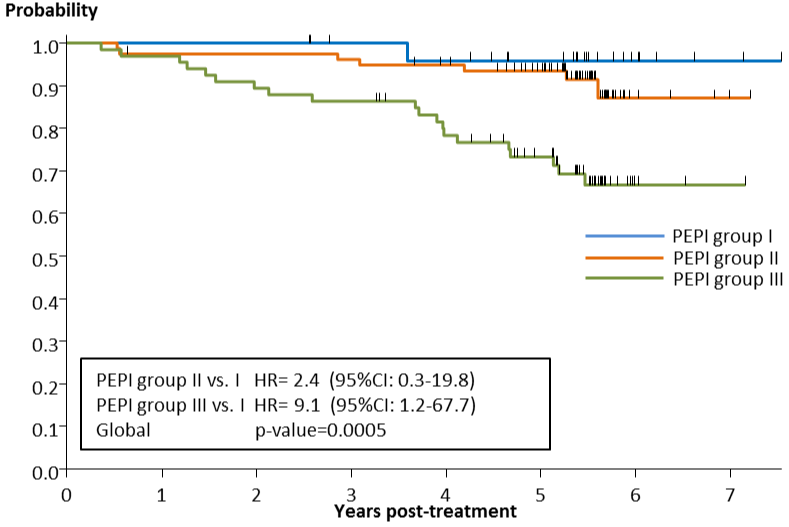 Probability
1.0
0.9
0.8
0.7
0.6
0.5
0.4
0.3
0.2
0.1
0.0
PEPI group I
PEPI group II
PEPI group III
PEPI group II vs. I HR= 2.4 (95%CI: 0.3-19.8)
PEPI group III vs. I HR= 9.1 (95%CI: 1.2-67.7)
Global p-value=0.0005
0 1 2 3 4 5 6 7
Years post-treatment